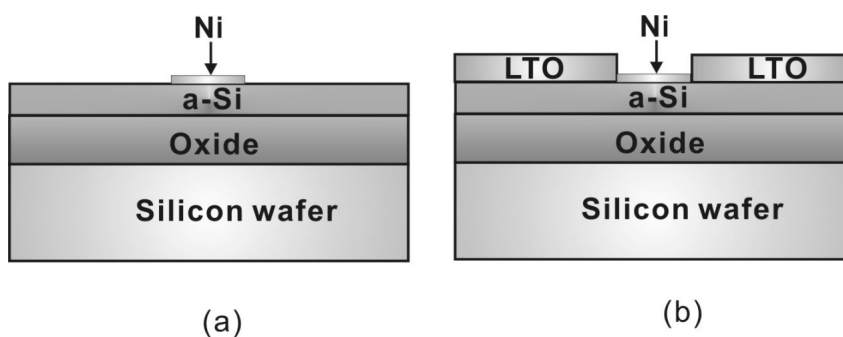 Ni
a-Si
Oxide
Silicon wafer
(a)
Ni
LTO LTO
a-Si
Oxide
Silicon wafer
(b)